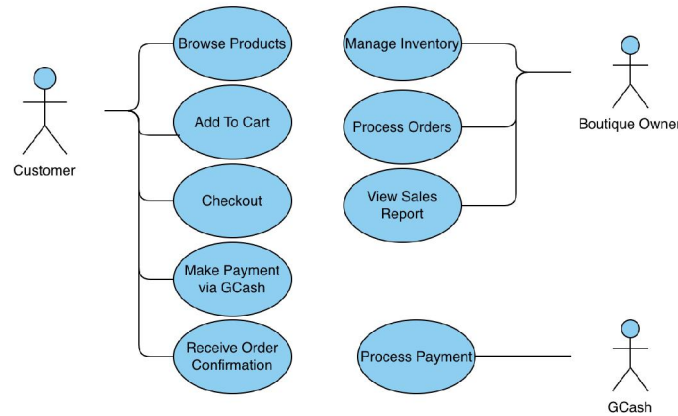 Browse Products
Manage Inventory
Add To Cart
Process Orders
Boutique Owner
Customer
Checkout
View Sales
Report
Make Payment
via GCash
Receive Order
Confirmation
Process Payment
GCash